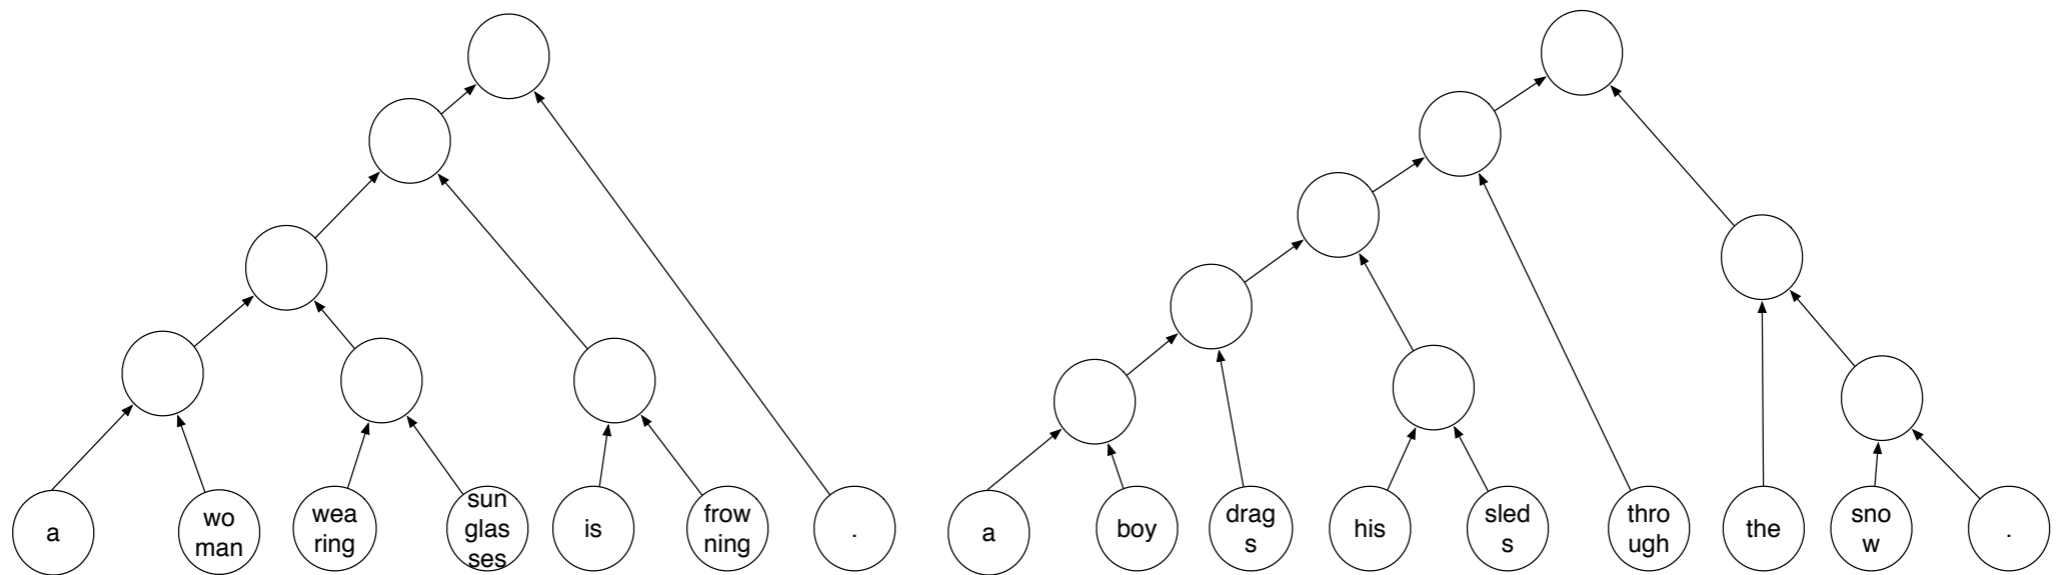 a
wo
man
wea
ring
sun
glas
ses
is
frow
ning
.
a
boy
drag
s
his
sled
s
thro
ugh
the
sno
w
.